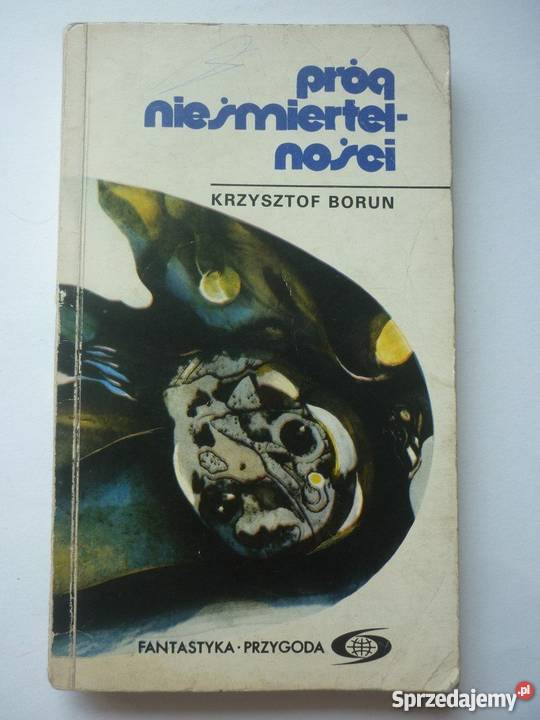 próg
nieśmiertel-
ności
KRZYSZTOF BORUN
FANTASTYKA·PRZYGODA
Sprzedajemy.pl